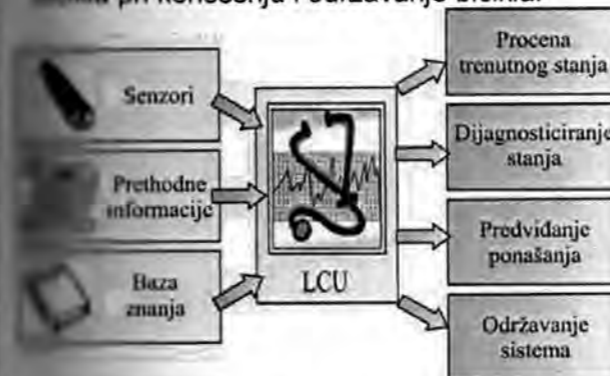 Senzori
Prethodne
informacije
Baza
znanja
LCU
Procena
trenutnog stanja
Dijagnosticiranje
stanja
Predviđanje
ponašanja
Održavanje
sistema